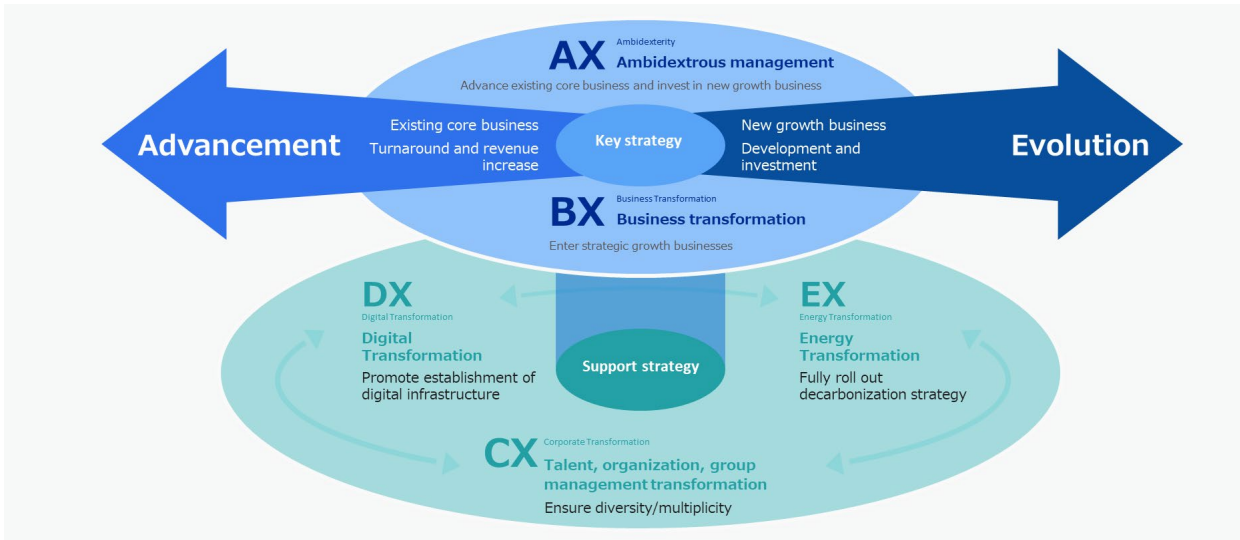 Ambidexterity
AX Ambidextrous management
Advance existing core business and invest in new growth business
Advancement
Existing core business
Turnaround and revenue
increase
Key strategy
New growth business
Development and
investment
Evolution
Business Transformation
BX Business transformation
Enter strategic growth businesses
DX
Digital Transformation
Digital
Transformation
Promote establishment of
digital infrastructure
Support strategy
EX
Energy Transformation
Energy
Transformation
Fully roll out
decarbonization strategy
CX Corporate Transformation
Talent, organization, group
management transformation
Ensure diversity/multiplicity